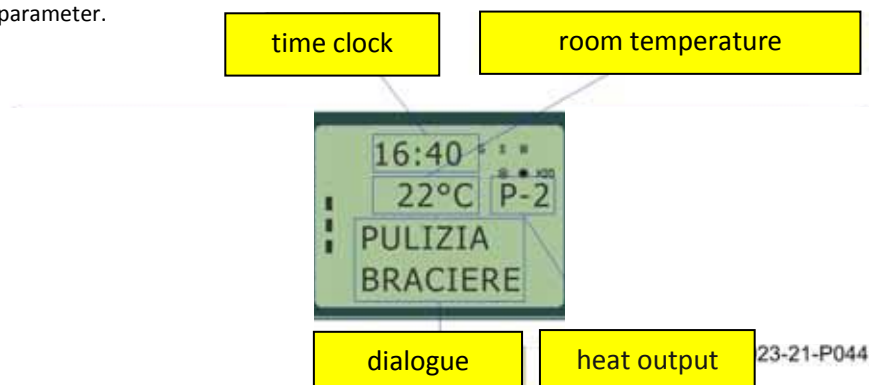 parameter.
time clock
room temperature
16:40
22°C P-2
PULIZIA
BRACIERE
dialogue
heat output
23-21-P044